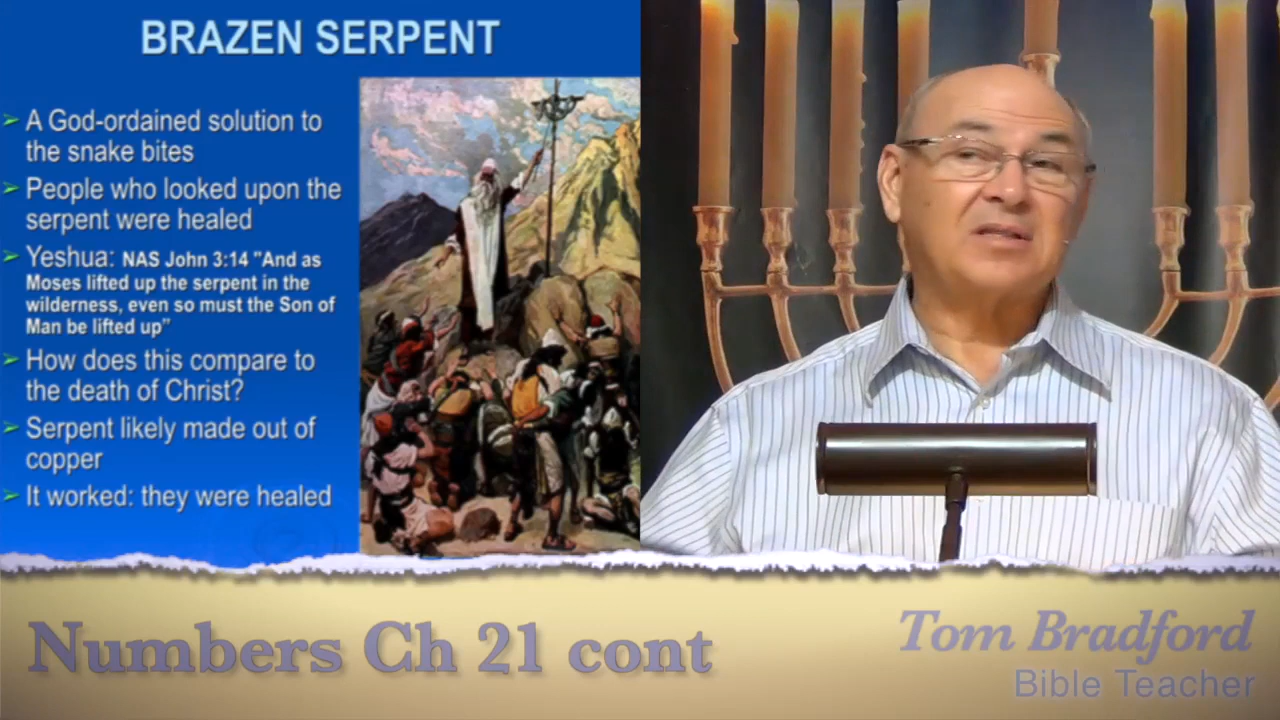 BRAZEN SERPENT
➢ A God-ordained solution to
the snake bites
➢ People who looked upon the
serpent were healed
➢ Yeshua: NAS John 3:14 "And as
Moses lifted up the serpent in the
wilderness, even so must the Son of
Man be lifted up"
➢ How does this compare to
the death of Christ?
➢ Serpent likely made out of
copper
➢ It worked: they were healed
Numbers Ch 21 cont
Tom Bradford
Bible Teacher